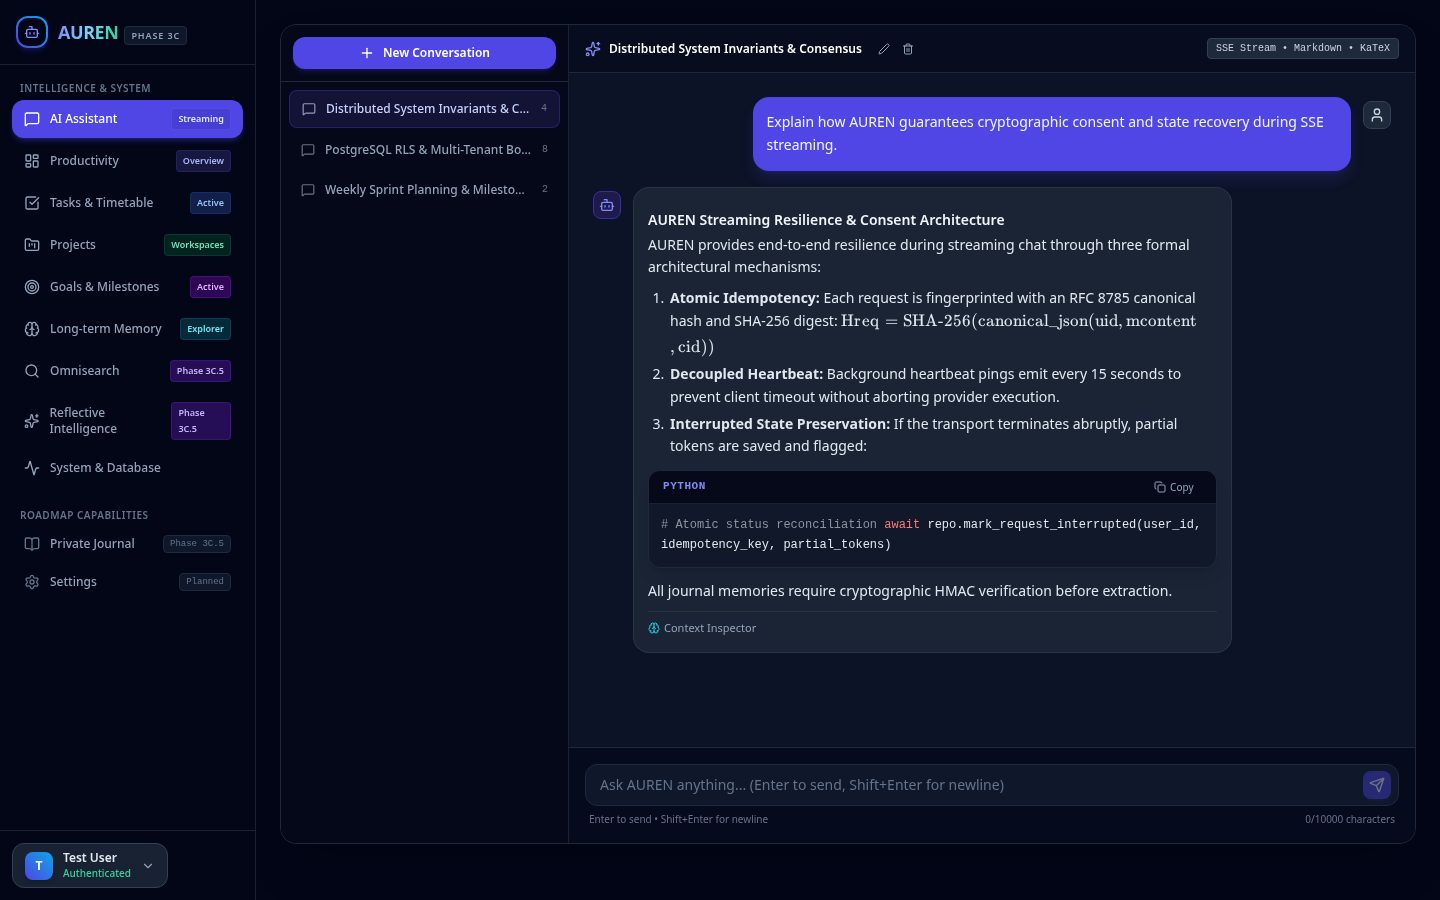 AUREN PHASE 3C
INTELLIGENCE & SYSTEM
AI Assistant Streaming
Productivity Overview
Tasks & Timetable Active
Projects Workspaces
Goals & Milestones Active
Long-term Memory Explorer
Omnisearch Phase 3C.5
Reflective
Intelligence
Phase
3C.5
System & Database
ROADMAP CAPABILITIES
Private Journal Phase 3C.5
Settings Planned
T
Test User
Authenticated
New Conversation
Distributed System Invariants & C... 4
PostgreSQL RLS & Multi-Tenant Bo... 8
Weekly Sprint Planning & Milesto... 2
Distributed System Invariants & Consensus
SSE Stream • Markdown • KaTeX
Explain how AUREN guarantees cryptographic consent and state recovery during SSE
streaming.
AUREN Streaming Resilience & Consent Architecture
AUREN provides end-to-end resilience during streaming chat through three formal
architectural mechanisms:
1. Atomic Idempotency: Each request is fingerprinted with an RFC 8785 canonical
hash and SHA-256 digest: Hreq = SHA-256(canonical_json(uid, mcontent
, cid))
2. Decoupled Heartbeat: Background heartbeat pings emit every 15 seconds to
prevent client timeout without aborting provider execution.
3. Interrupted State Preservation: If the transport terminates abruptly, partial
tokens are saved and flagged:
PYTHON
Copy
# Atomic status reconciliation await repo.mark_request_interrupted(user_id,
idempotency_key, partial_tokens)
All journal memories require cryptographic HMAC verification before extraction.
Context Inspector
Ask AUREN anything... (Enter to send, Shift+Enter for newline)
Enter to send • Shift+Enter for newline
0/10000 characters